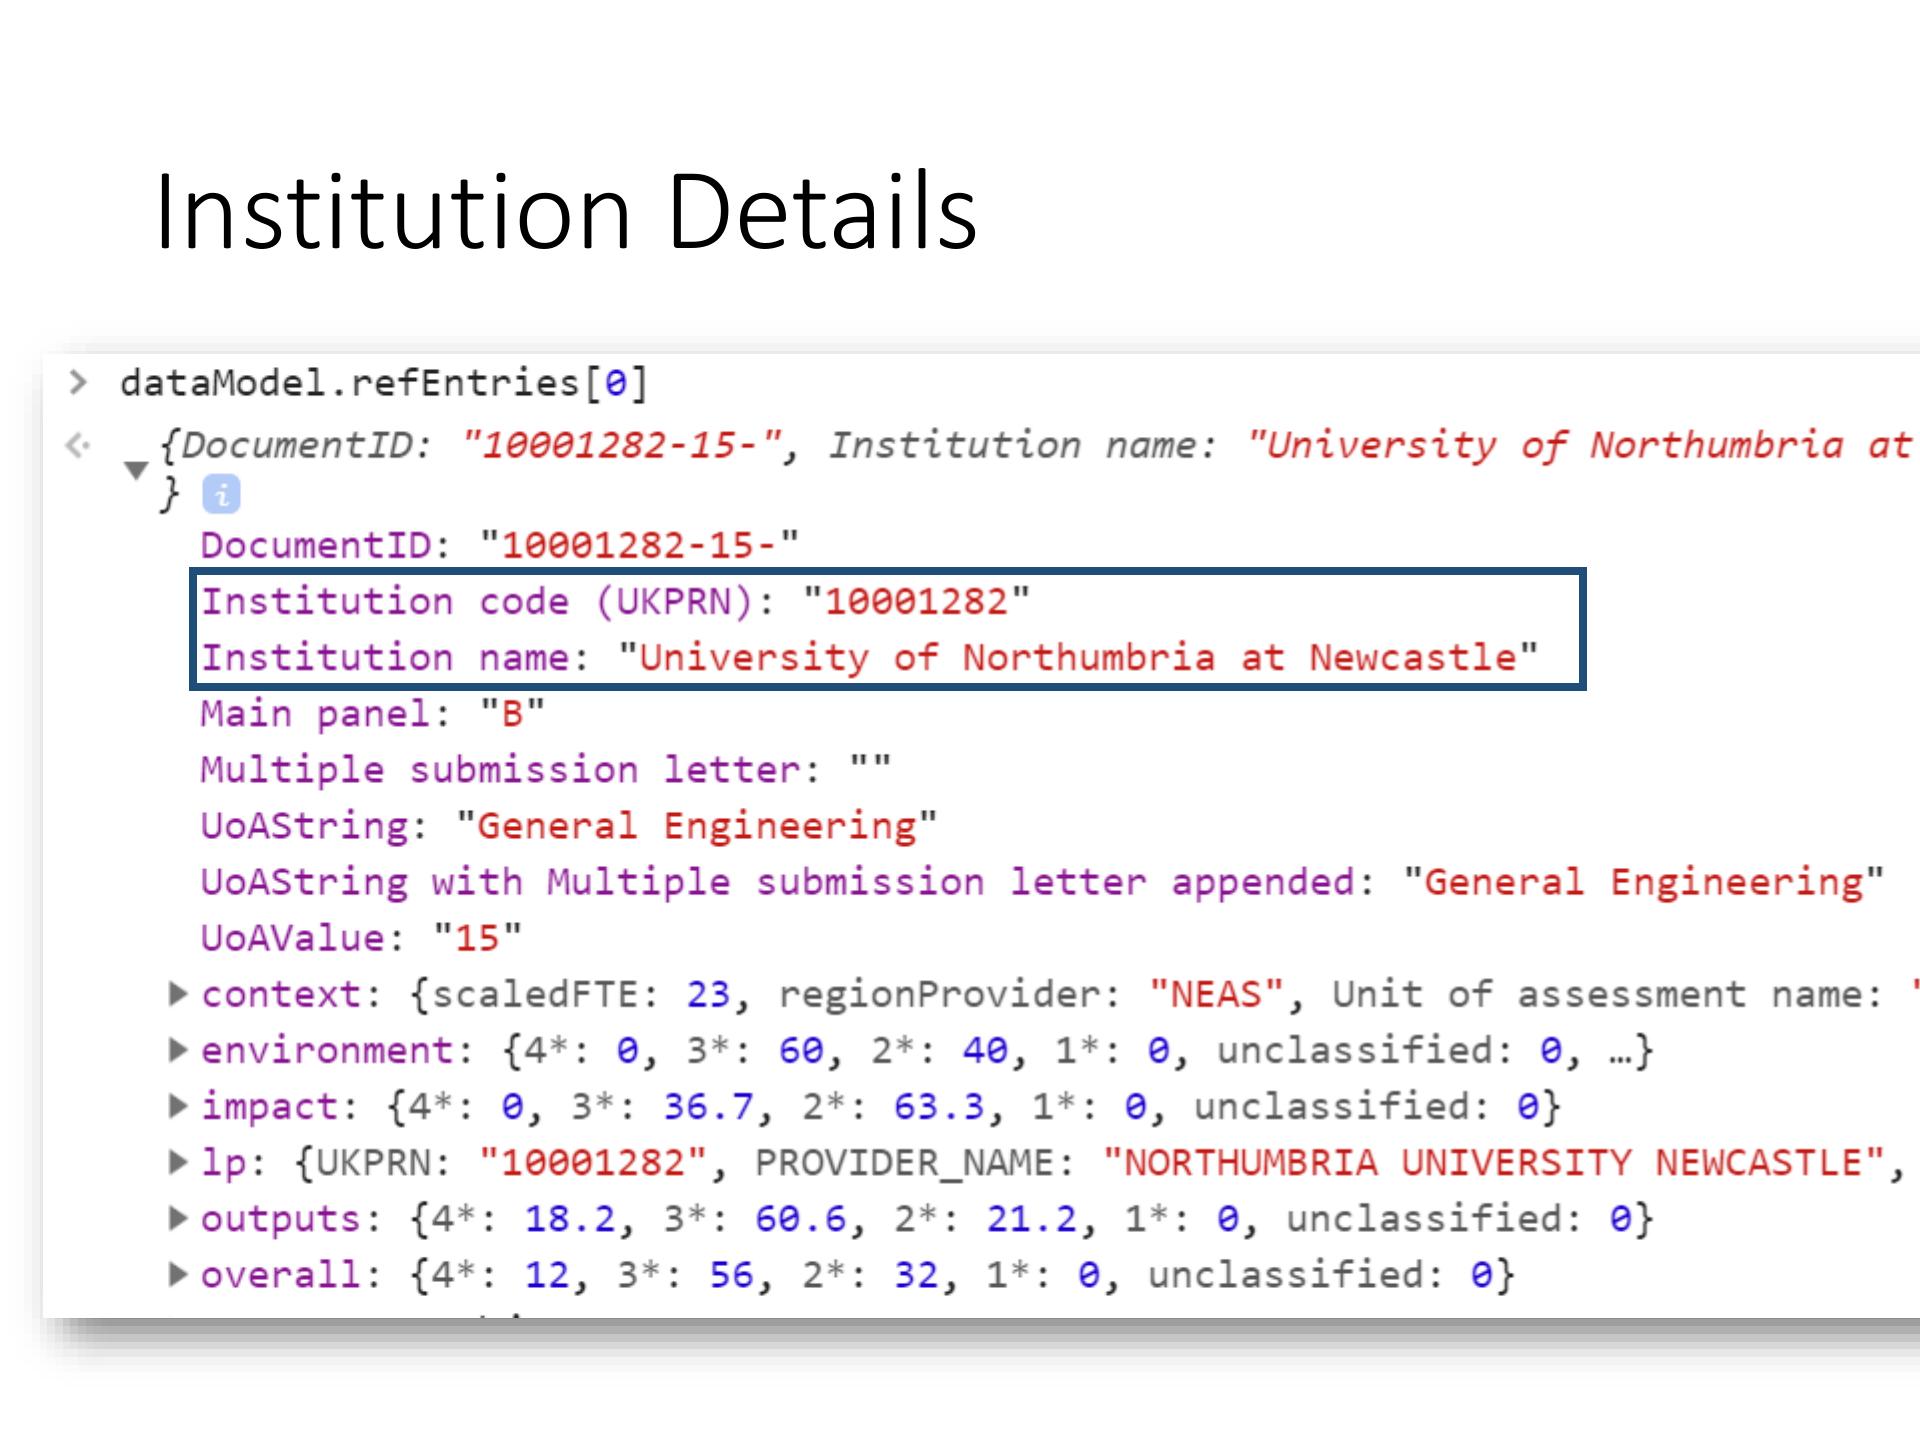 Institution Details
> dataModel.refEntries[0]
{DocumentID: "10001282-15-", Institution name: "University of Northumbria at
} i
DocumentID: "10001282-15-"
Institution code (UKPRN): "10001282"
Institution name: "University of Northumbria at Newcastle"
Main panel: "B"
Multiple submission letter: ""
UoAString: "General Engineering"
UoAString with Multiple submission letter appended: "General Engineering"
UoAValue: "15"
context: {scaledFTE: 23, regionProvider: "NEAS", Unit of assessment name: "
environment: {4*: 0, 3*: 60, 2*: 40, 1*: 0, unclassified: 0, …}
impact: {4*: 0, 3*: 36.7, 2*: 63.3, 1*: 0, unclassified: 0}
lp: {UKPRN: "10001282", PROVIDER_NAME: "NORTHUMBRIA UNIVERSITY NEWCASTLE",
outputs: {4*: 18.2, 3*: 60.6, 2*: 21.2, 1*: 0, unclassified: 0}
overall: {4*: 12, 3*: 56, 2*: 32, 1*: 0, unclassified: 0}